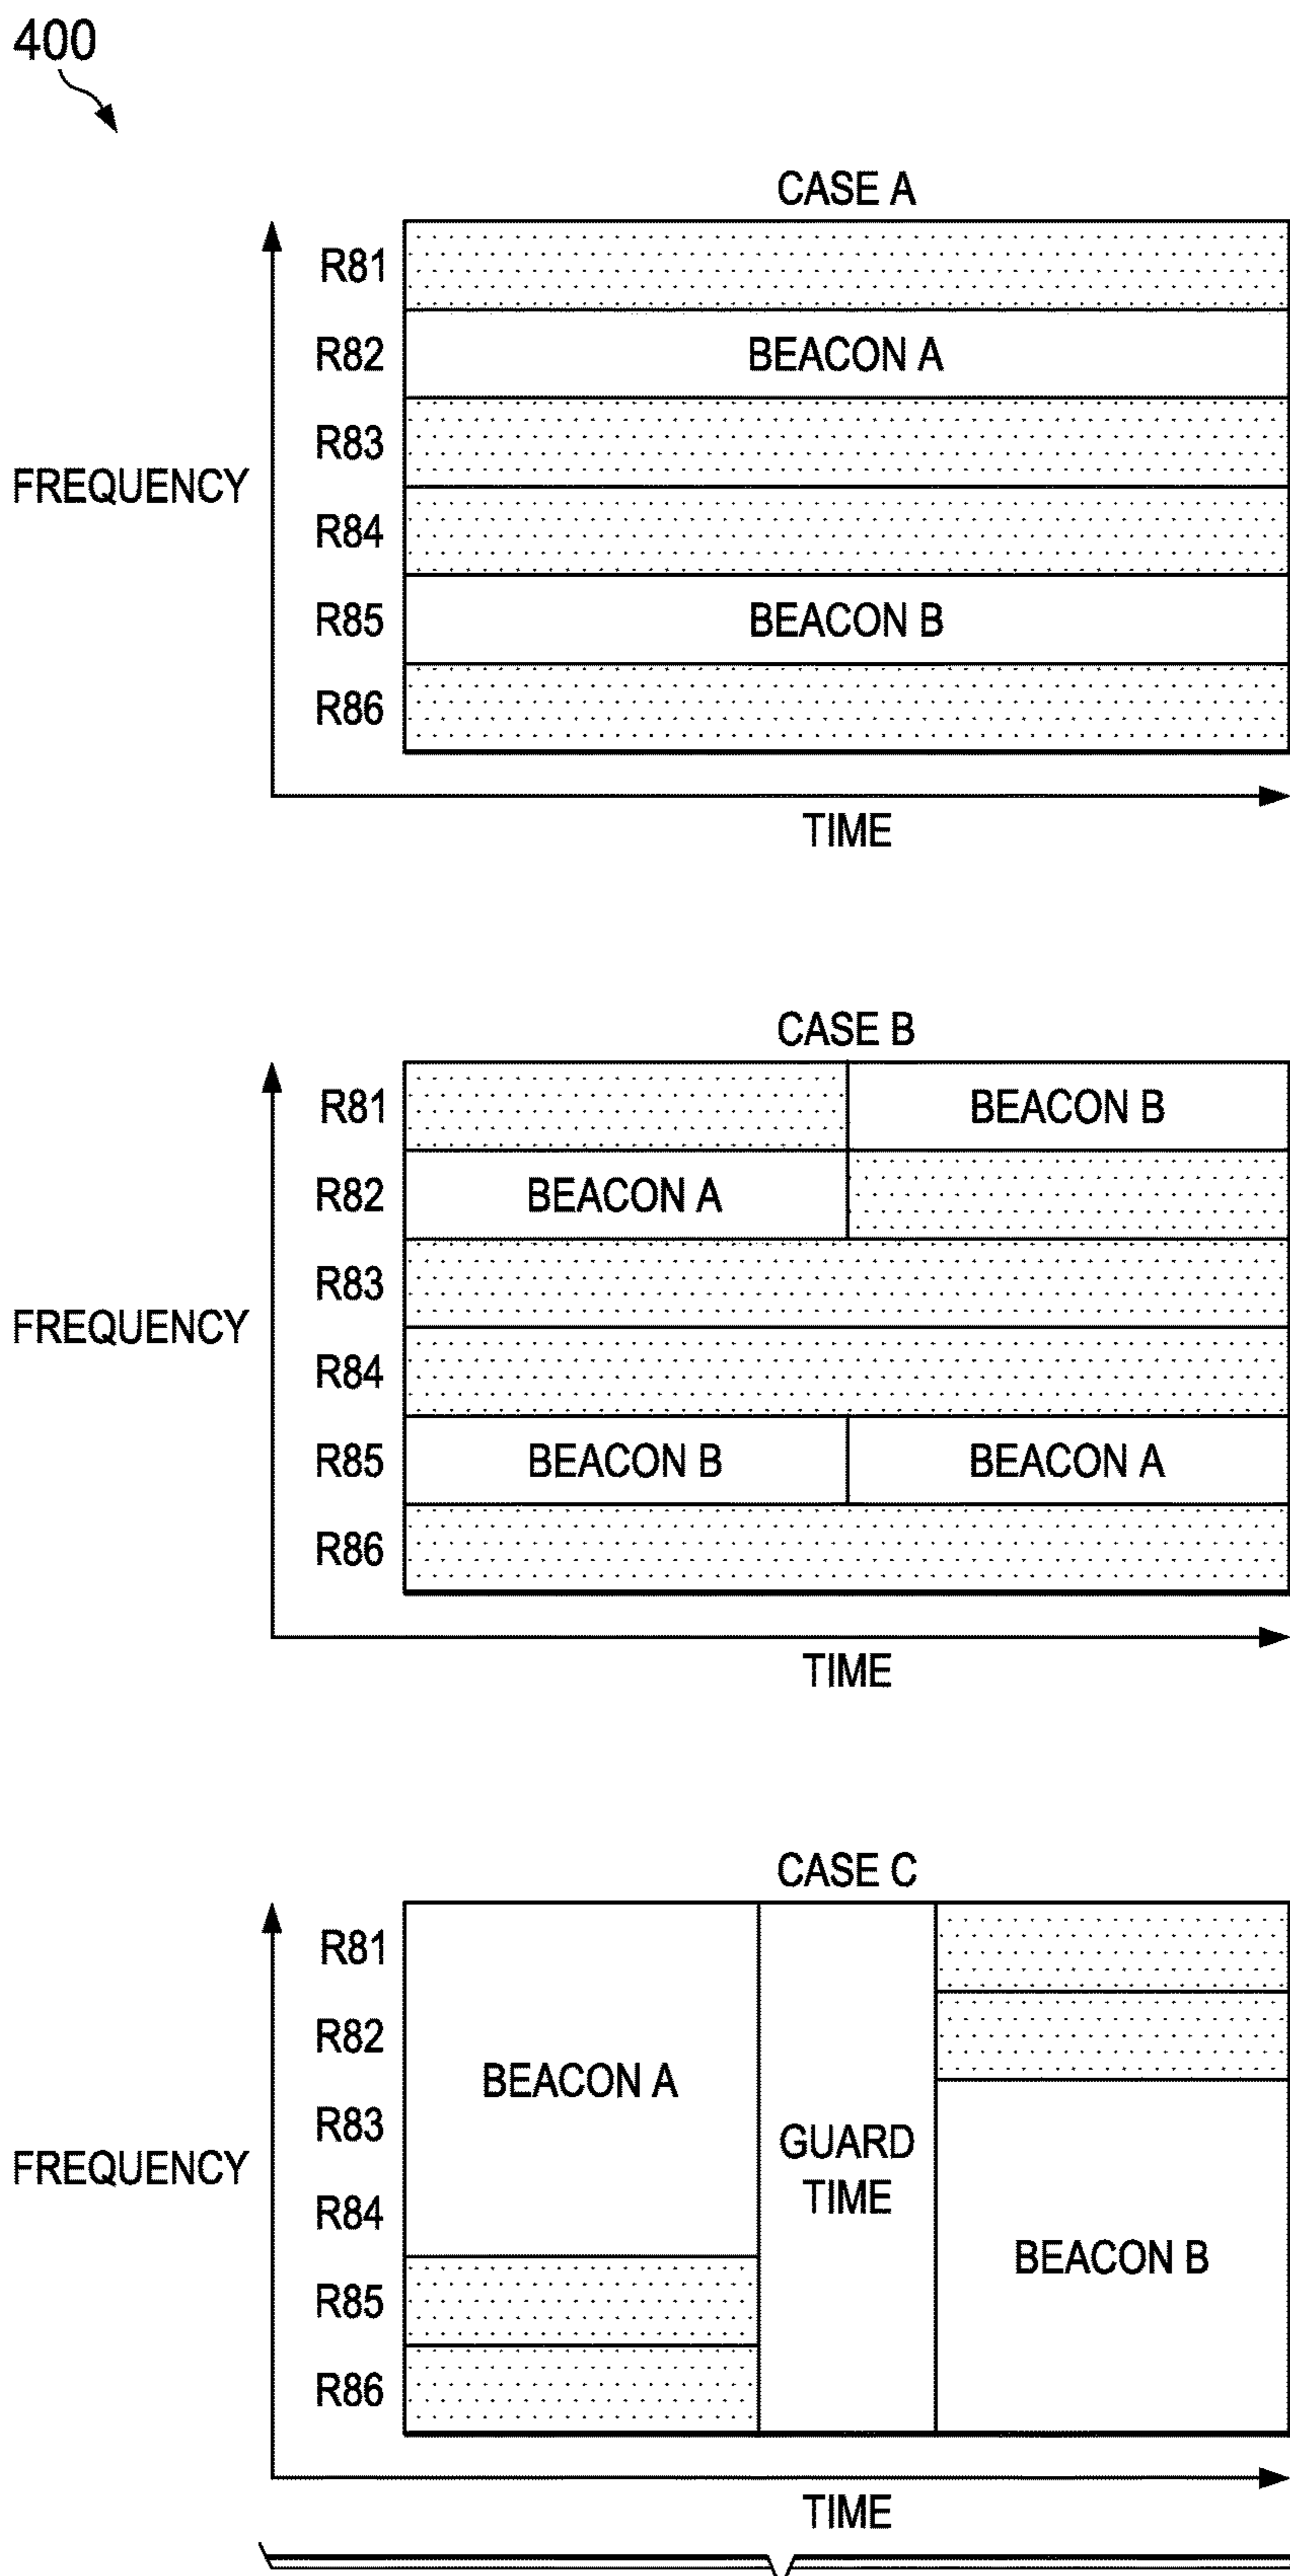 400
CASE A
R81
R82 BEACON A
R83
FREQUENCY
R84
R85 BEACON B
R86
TIME
CASE B
R81 BEACON B
R82 BEACON A
R83
FREQUENCY
R84
R85 BEACON B BEACON A
R86
TIME
CASE C
R81
R82
BEACON A
R83
GUARD
FREQUENCY
TIME
R84
BEACON B
R85
R86
TIME